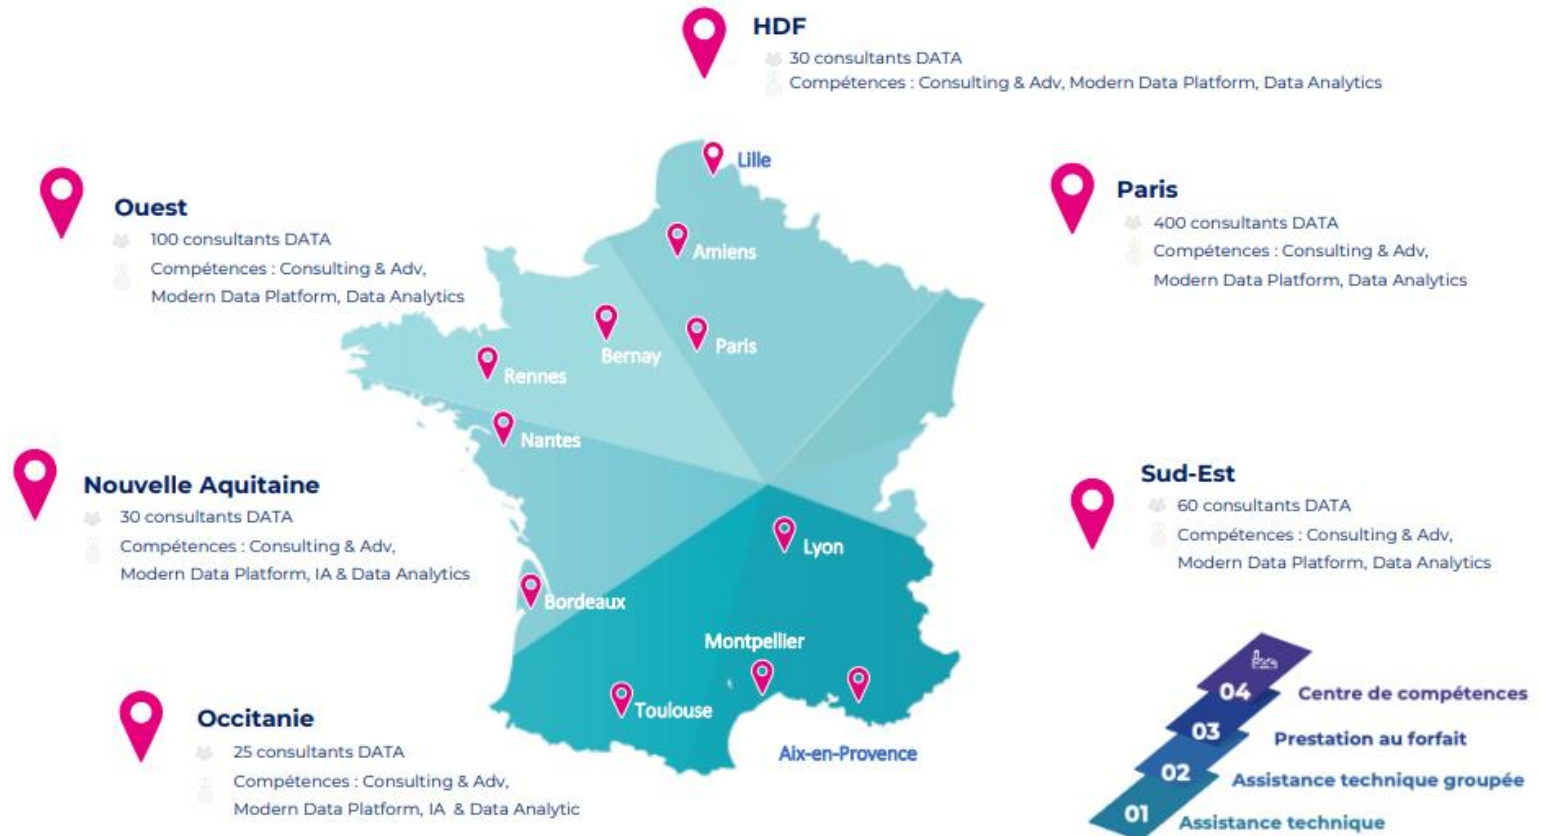 HDF
30 consultants DATA
Compétences : Consulting & Adv, Modern Data Platform, Data Analytics
Ouest
100 consultants DATA
Compétences : Consulting & Adv,
Modern Data Platform, Data Analytics
Paris
400 consultants DATA
Compétences : Consulting & Adv,
Modern Data Platform, Data Analytics
Lille
Amiens
Bernay
Paris
Rennes
Nantes
Lyon
Bordeaux
Montpellier
Toulouse
Aix-en-Provence
Nouvelle Aquitaine
30 consultants DATA
Compétences : Consulting & Adv,
Modern Data Platform, IA & Data Analytics
Sud-Est
60 consultants DATA
Compétences : Consulting & Adv,
Modern Data Platform, Data Analytics
Occitanie
25 consultants DATA
Compétences : Consulting & Adv,
Modern Data Platform, IA & Data Analytic
04 Centre de compétences
03 Prestation au forfait
02 Assistance technique groupée
01 Assistance technique